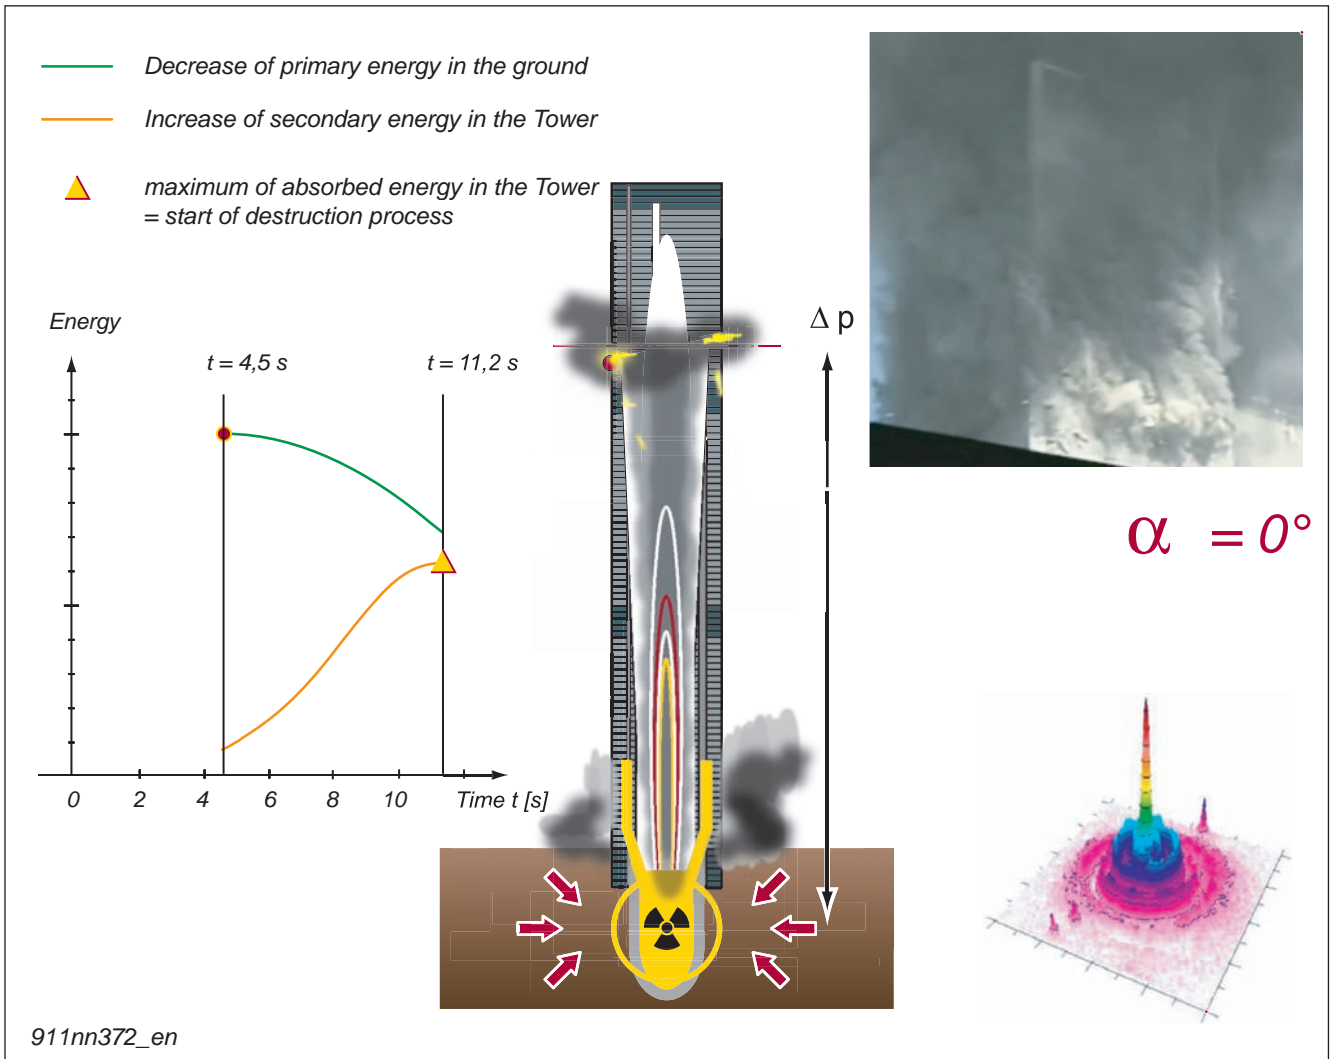 Decrease of primary energy in the ground
Increase of secondary energy in the Tower
maximum of absorbed energy in the Tower
= start of destruction process
Energy
t = 4,5 s
t = 11,2 s
Δ p
α = 0°
0
2
4
6
8
10
Time t [s]
911nn372_en